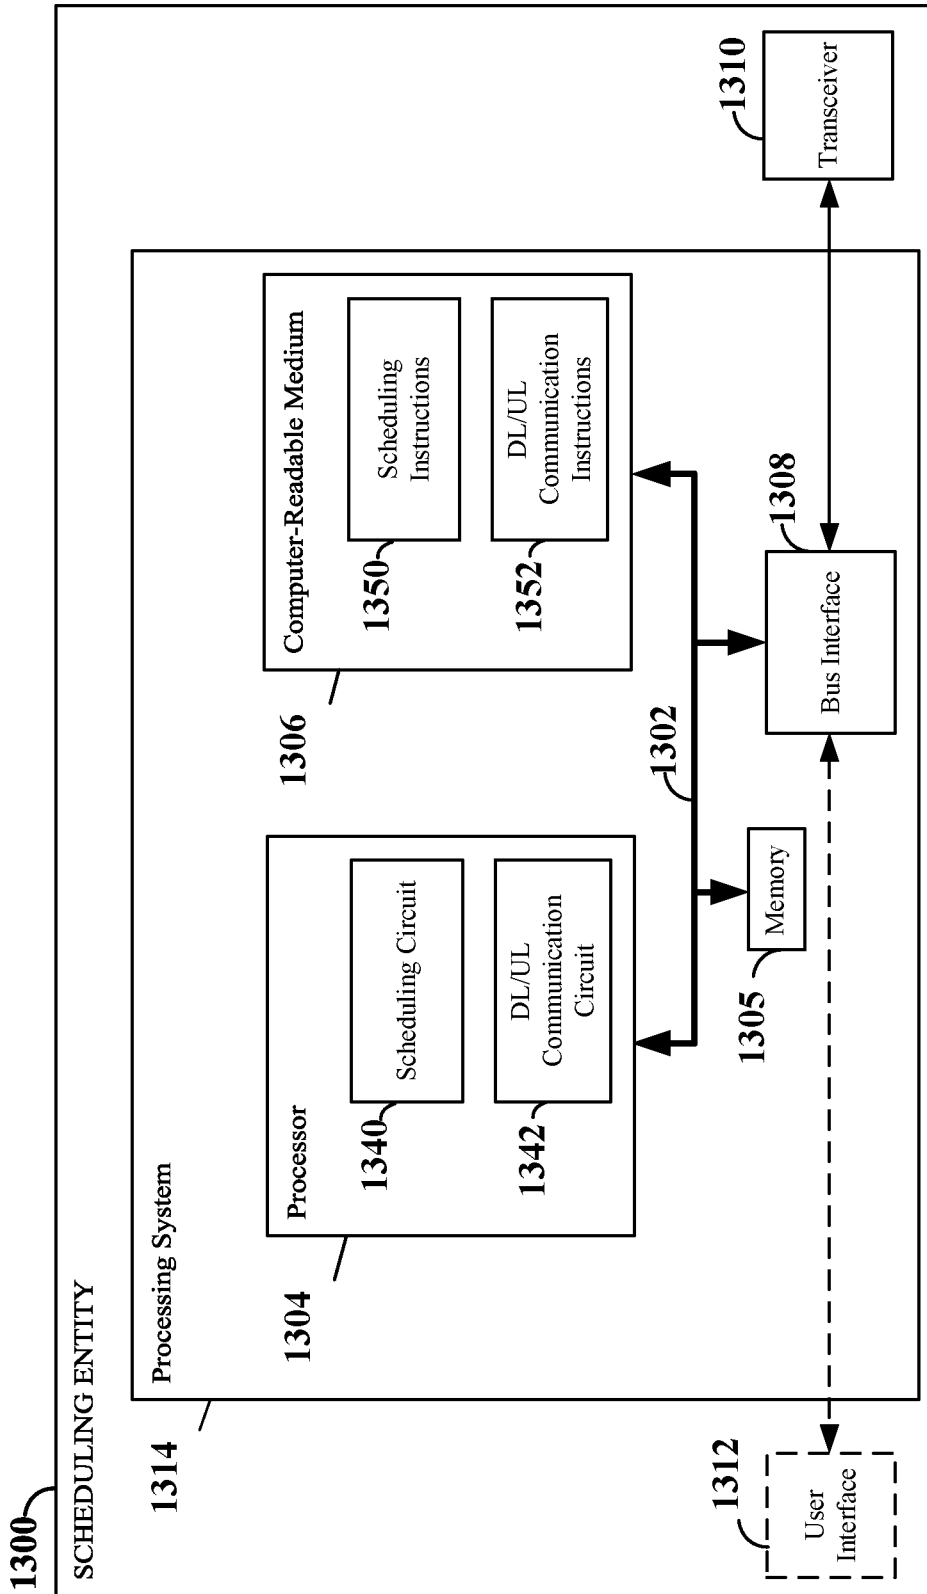 1300
SCHEDULING ENTITY
1314
Processing System
1304
Processor
1340
Scheduling Circuit
1342
DL/UL
Communication
Circuit
1306
Computer-Readable Medium
1350
Scheduling
Instructions
1352
DL/UL
Communication
Instructions
1302
1305
Memory
1308
Bus Interface
1312
User
Interface
1310
Transceiver